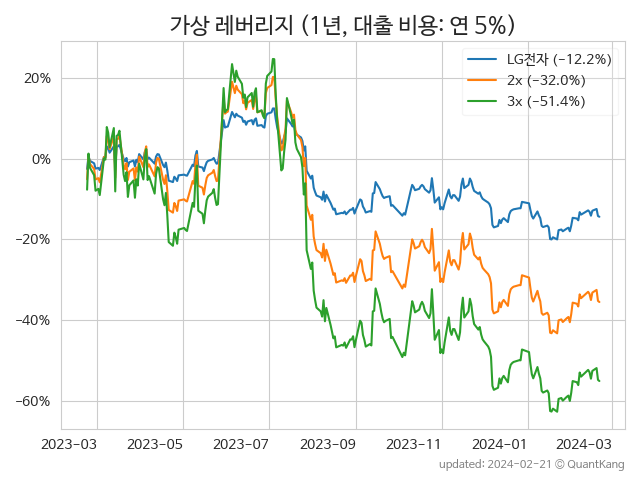 가상 레버리지 (1년, 대출 비용: 연 5%)
LG전자 (−12.2%)
2x (−32.0%)
3x (−51.4%)
20%
0%
−20%
−40%
−60%
2023-03 2023-05 2023-07 2023-09 2023-11 2024-01 2024-03
updated: 2024-02-21 © QuantKang